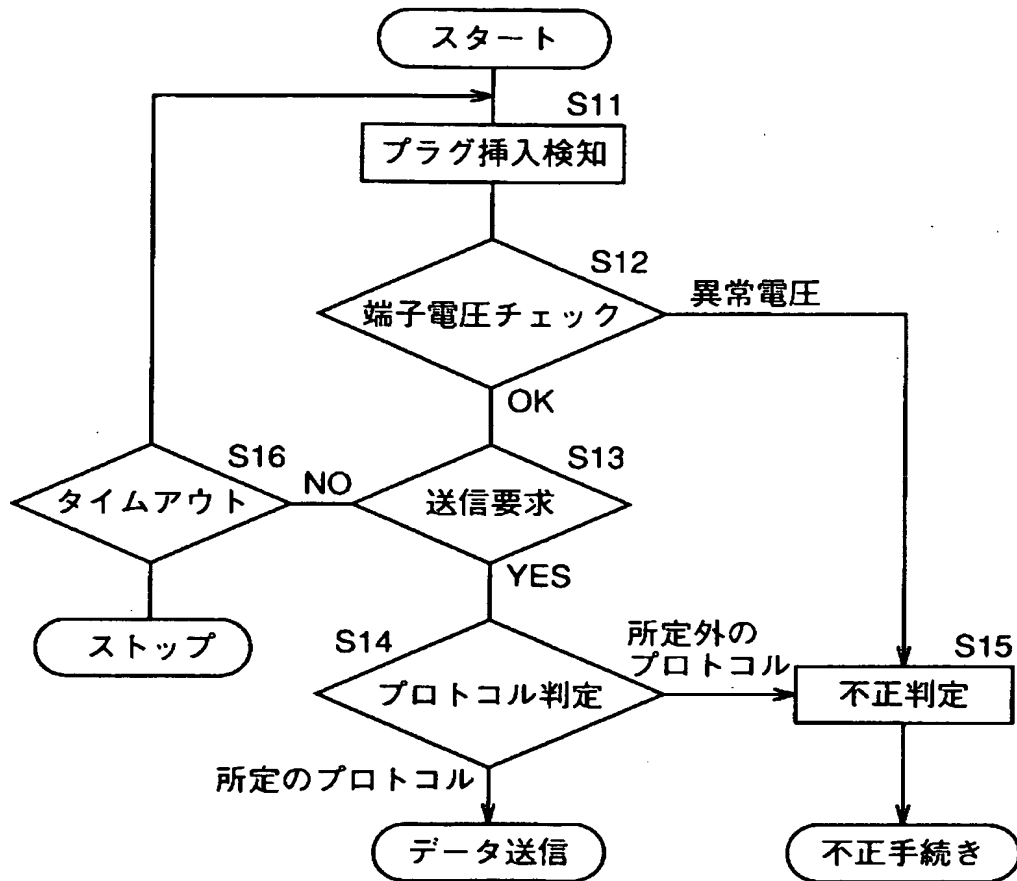 スタート
S11
プラグ挿入検知
S12
端子電圧チェック
異常電圧
OK
S16
タイムアウト
NO
S13
送信要求
YES
ストップ
S14
プロトコル判定
所定外の
プロトコル
S15
不正判定
所定のプロトコル
データ送信
不正手続き